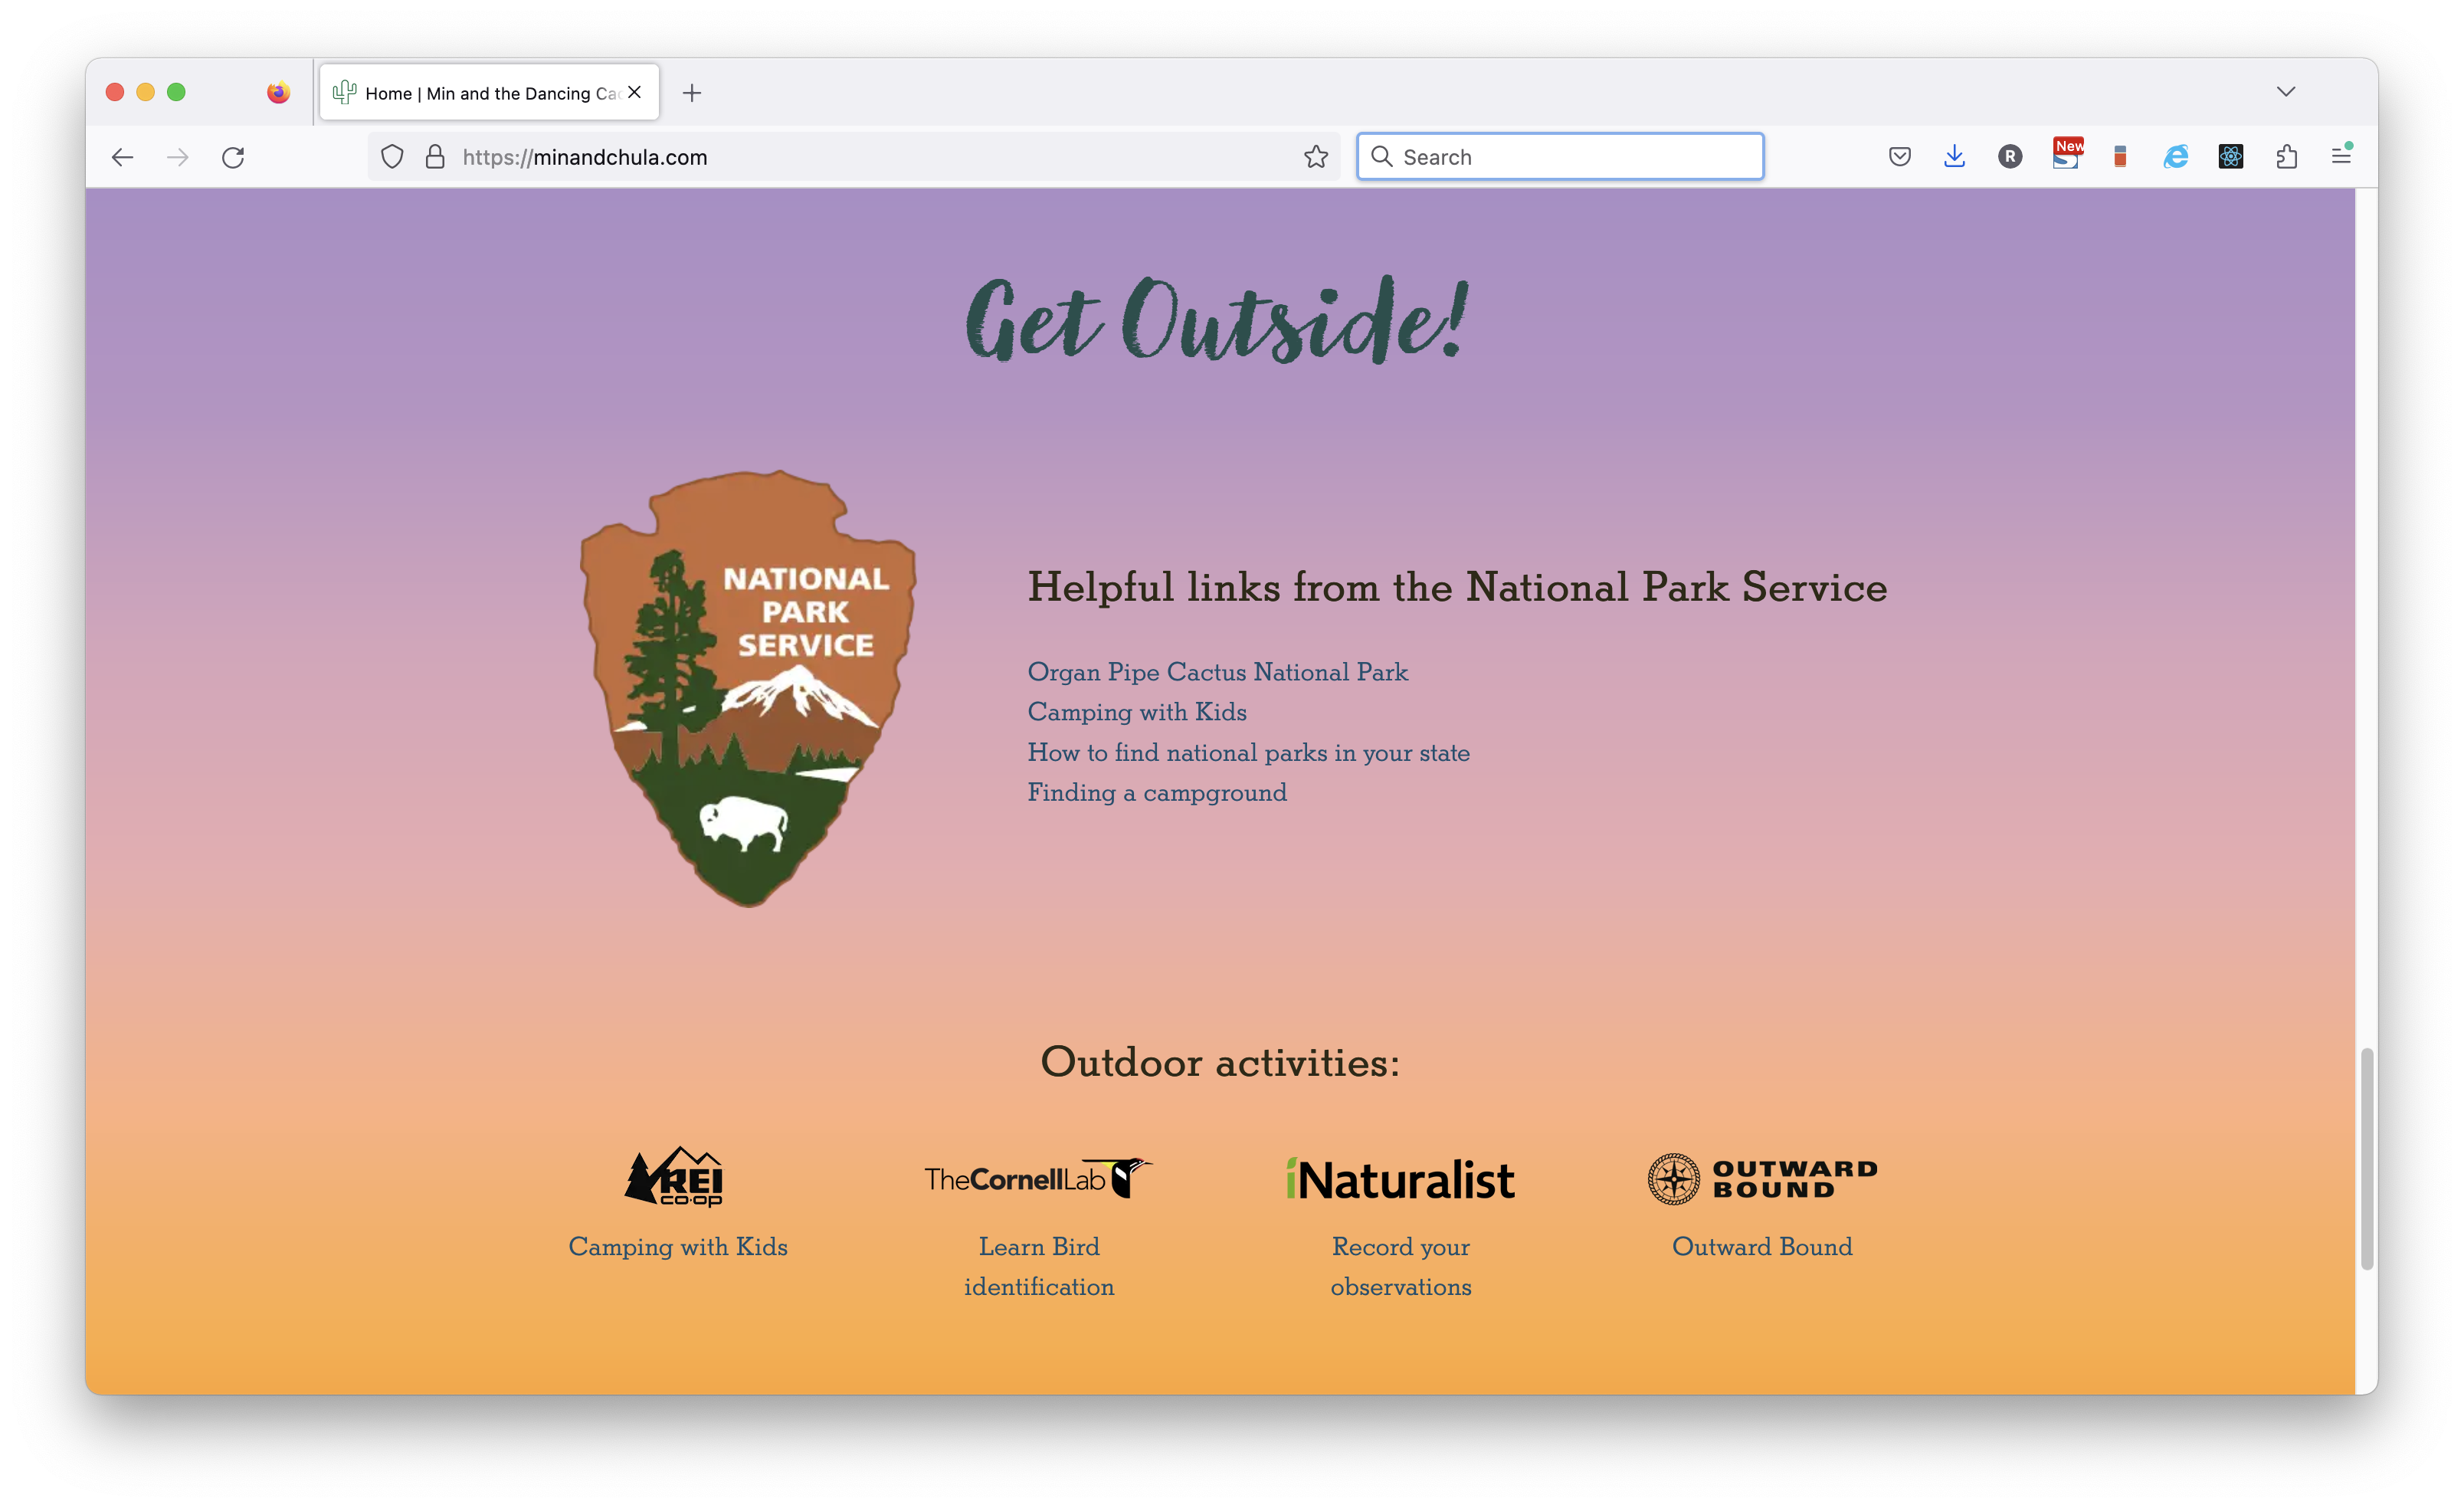 Home | Min and the Dancing Ca
https://minandchula.com
Search
R
New
Get Outside!
NATIONAL
PARK
SERVICE
Helpful links from the National Park Service
Organ Pipe Cactus National Park
Camping with Kids
How to find national parks in your state
Finding a campground
Outdoor activities:
REI
CO·OP
TheCornellLab
iNaturalist
OUTWARD
BOUND
Camping with Kids
Learn Bird
identification
Record your
observations
Outward Bound